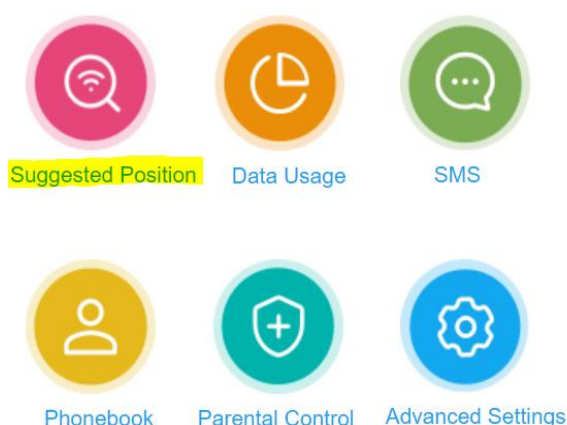 Suggested Position
Data Usage
SMS
Phonebook
Parental Control
Advanced Settings